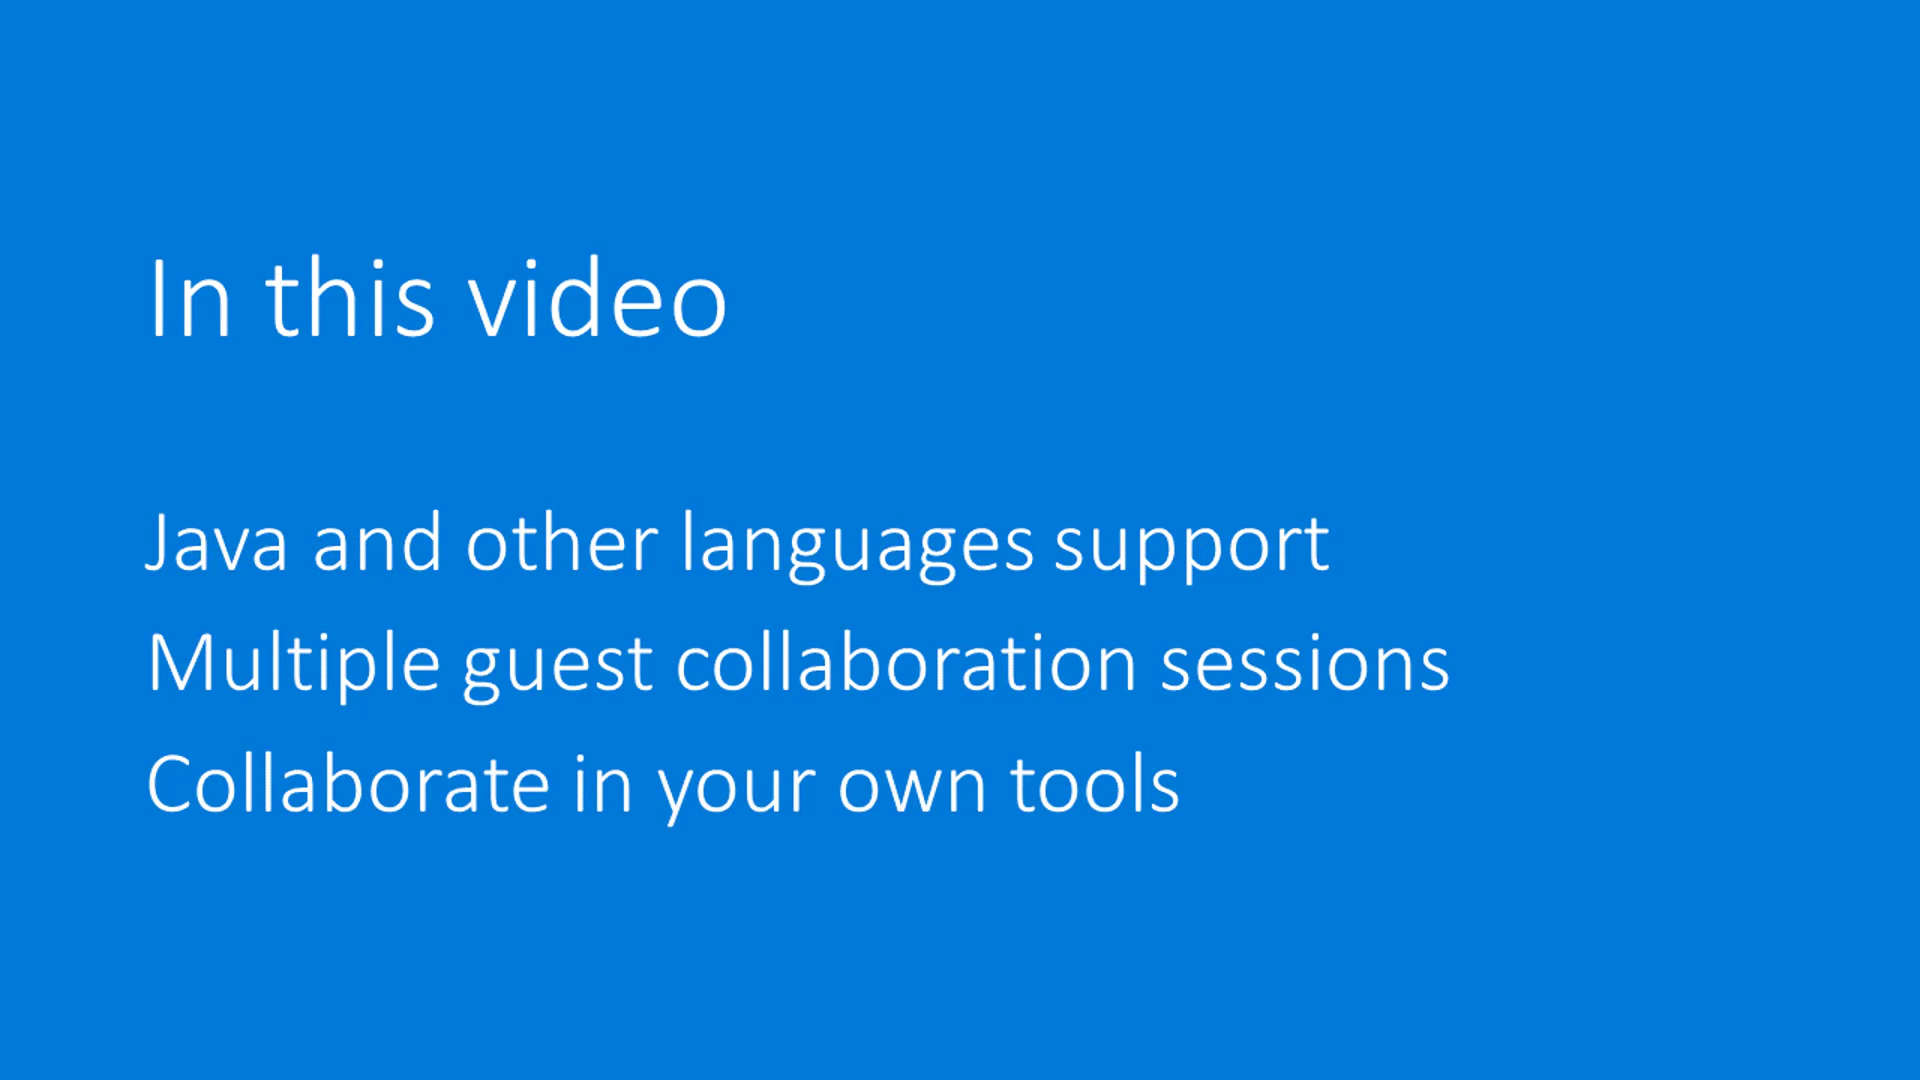 In this video
Java and other languages support
Multiple guest collaboration sessions
Collaborate in your own tools